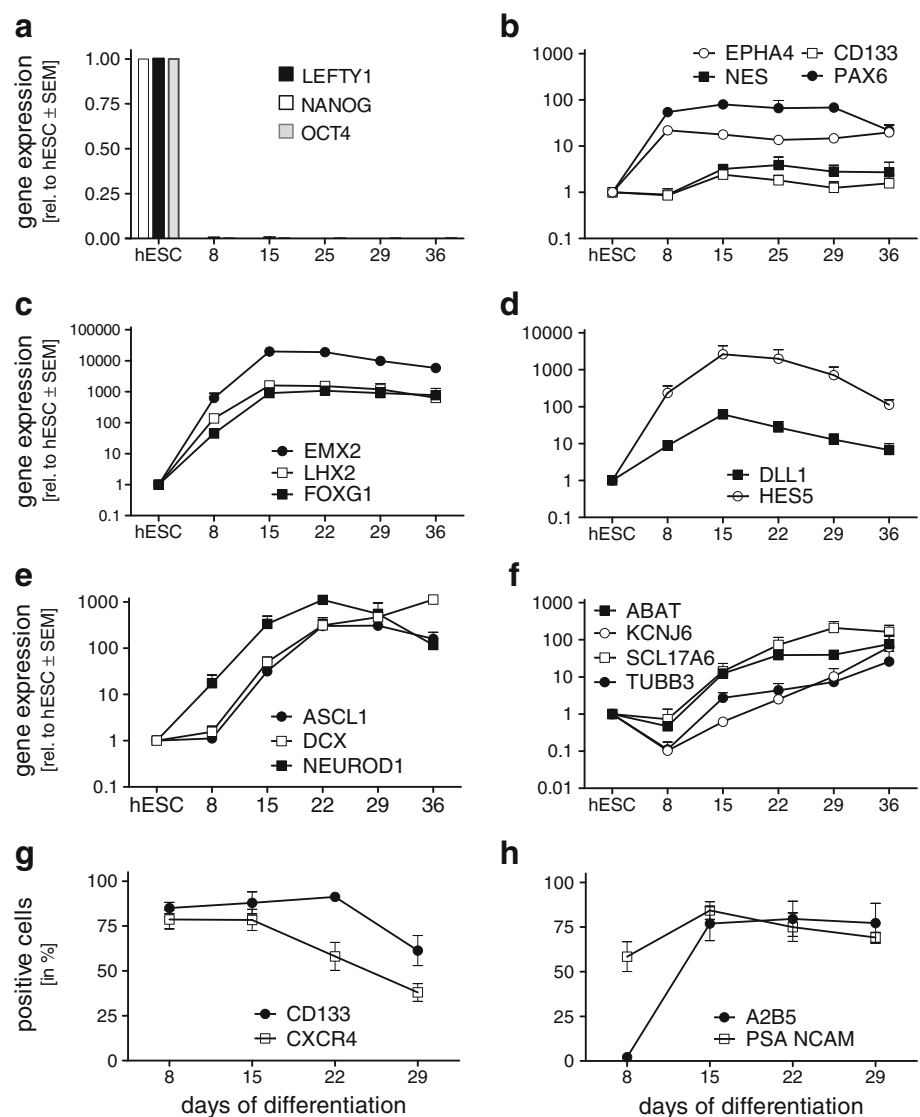 a
gene expression
[rel. to hESC ± SEM]
1.00
0.75
0.50
0.25
0.00
LEFTY1
NANOG
OCT4
hESC 8 15 25 29 36
b
1000
100
10
1
0.1
EPHA4 CD133
NES PAX6
hESC 8 15 25 29 36
c
gene expression
[rel. to hESC ± SEM]
100000
10000
1000
100
10
1
0.1
EMX2
LHX2
FOXG1
hESC 8 15 22 29 36
d
10000
1000
100
10
1
0.1
DLL1
HES5
hESC 8 15 22 29 36
e
gene expression
[rel. to hESC ± SEM]
1000
100
10
1
0.1
ASCL1
DCX
NEUROD1
hESC 8 15 22 29 36
f
1000
100
10
1
0.1
0.01
ABAT
KCNJ6
SCL17A6
TUBB3
hESC 8 15 22 29 36
g
positive cells
[in %]
100
75
50
25
0
CD133
CXCR4
8 15 22 29
days of differentiation
h
100
75
50
25
0
A2B5
PSA NCAM
8 15 22 29
days of differentiation